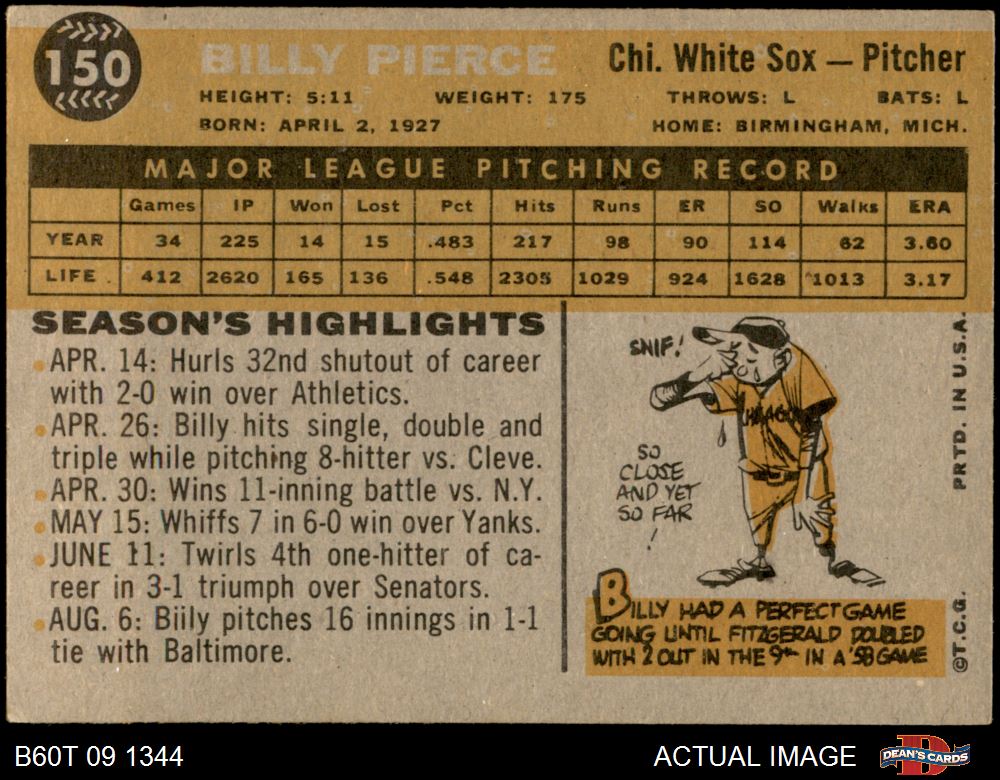 150
BILLY PIERCE
Chi. White Sox — Pitcher
HEIGHT: 5:11 WEIGHT: 175 THROWS: L BATS: L
BORN: APRIL 2, 1927 HOME: BIRMINGHAM, MICH.
MAJOR LEAGUE PITCHING RECORD
Games IP Won Lost Pct Hits Runs ER SO Walks ERA
YEAR 34 225 14 15 .483 217 98 90 114 62 3.60
LIFE . 412 2620 165 136 .548 2305 1029 924 1628 1013 3.17
SEASON'S HIGHLIGHTS
• APR. 14: Hurls 32nd shutout of career
with 2-0 win over Athletics.
• APR. 26: Billy hits single, double and
triple while pitching 8-hitter vs. Cleve.
• APR. 30: Wins 11-inning battle vs. N.Y.
• MAY 15: Whiffs 7 in 6-0 win over Yanks.
• JUNE 11: Twirls 4th one-hitter of ca-
reer in 3-1 triumph over Senators.
• AUG. 6: Biily pitches 16 innings in 1-1
tie with Baltimore.
SNIF!
CHICAGO
SO
CLOSE
AND YET
SO FAR
!
BILLY HAD A PERFECT GAME
GOING UNTIL FITZGERALD DOUBLED
WITH 2 OUT IN THE 9th IN A '58 GAME
©T.C.G. PRTD. IN U.S.A.
B60T 09 1344
ACTUAL IMAGE
DEAN'S CARDS